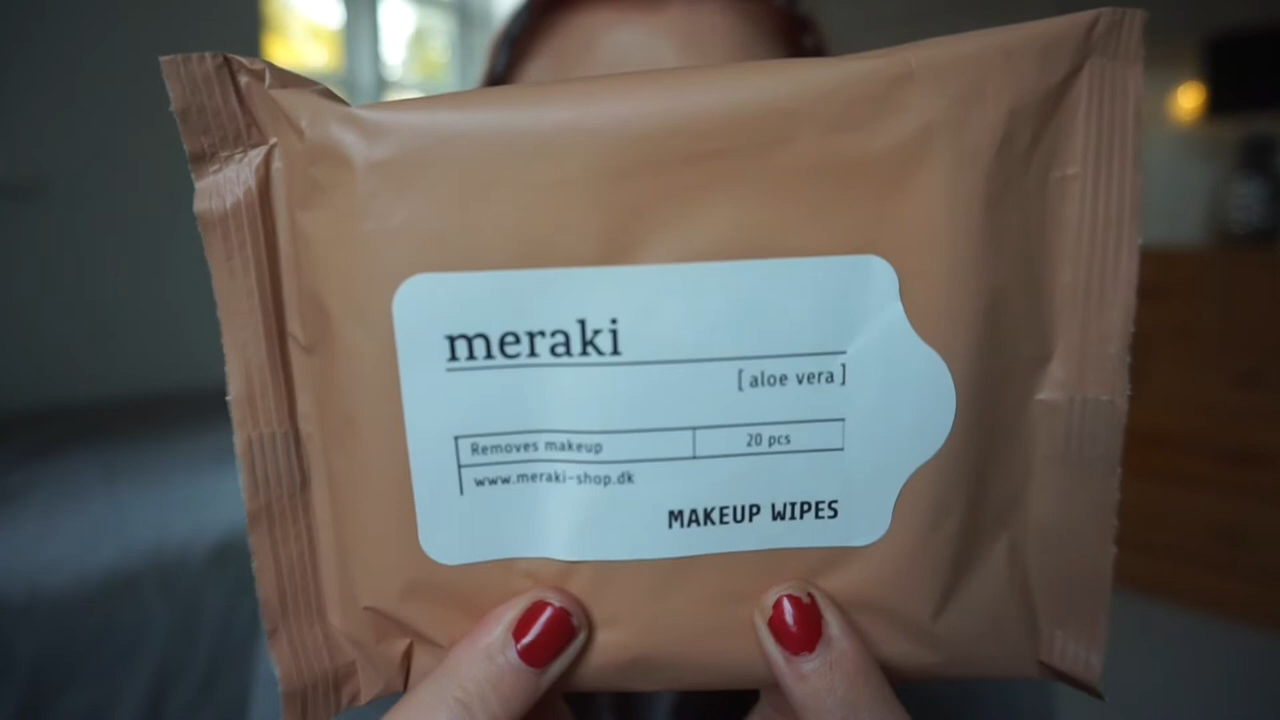 meraki
[aloe vera]
Removes makeup 20 pcs
www.meraki-shop.dk
MAKEUP WIPES